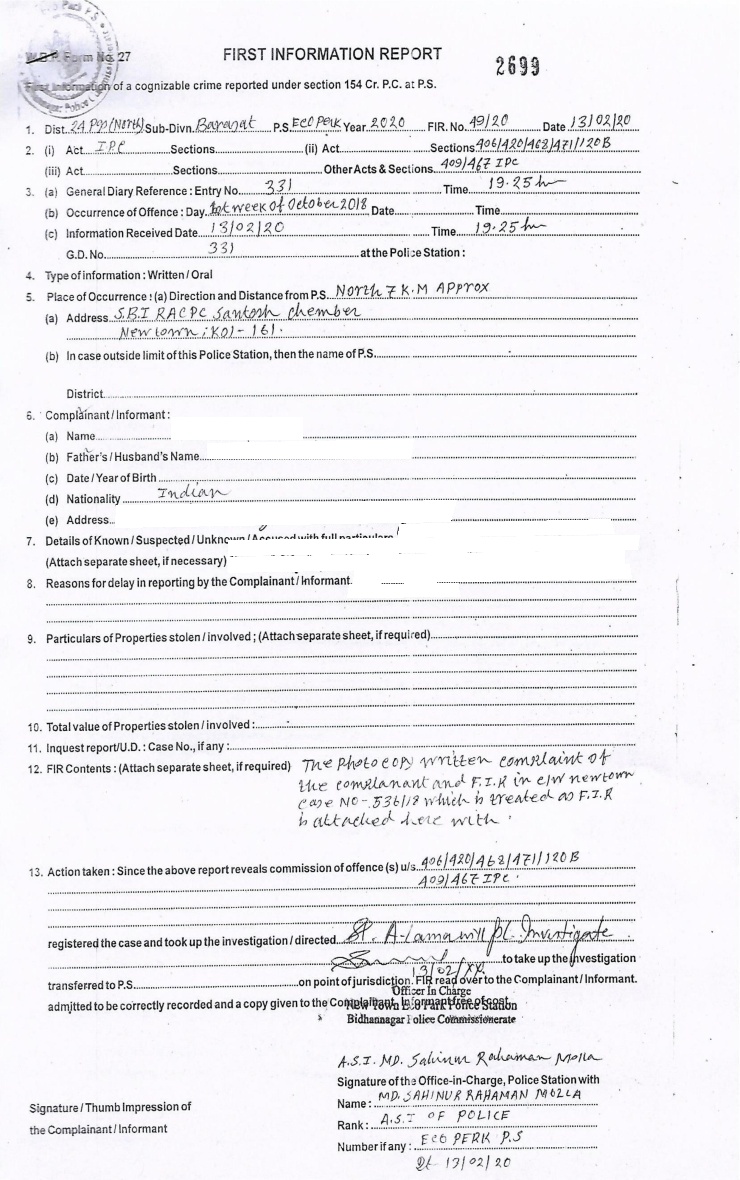 W.B.P. Form No. 27
FIRST INFORMATION REPORT
2699
First Information of a cognizable crime reported under section 154 Cr. P.C. at P.S.
1. Dist. 24 Pgs (North) Sub-Divn. Barasat P.S. Eco Perk Year 2020 FIR. No. 49/20 Date 13/02/20
2. (i) Act IPC Sections (ii) Act Sections 406/420/468/471/120B
(iii) Act Sections Other Acts & Sections 409/467 IPC
3. (a) General Diary Reference : Entry No. 331 Time 19.25 hr
(b) Occurrence of Offence : Day 1st week of October 2018 Date Time
(c) Information Received Date 13/02/20 Time 19.25 hr
G.D. No. 331 at the Police Station :
4. Type of information : Written / Oral
5. Place of Occurrence : (a) Direction and Distance from P.S. North 7 K.M Approx
(a) Address S.B.I RACPC Santosh chember
Newtown ; Kol - 161.
(b) In case outside limit of this Police Station, then the name of P.S.
District
6. Complainant / Informant :
(a) Name
(b) Father's / Husband's Name
(c) Date / Year of Birth
(d) Nationality Indian
(e) Address
7. Details of Known / Suspected / Unknown / Accused with full particulars
(Attach separate sheet, if necessary)
8. Reasons for delay in reporting by the Complainant / Informant.
9. Particulars of Properties stolen / involved ; (Attach separate sheet, if required)
10. Total value of Properties stolen / involved :
11. Inquest report / U.D. : Case No., if any :
12. FIR Contents : (Attach separate sheet, if required) The photocopy written complaint of
the complanant and F.I.R in c/w newtown
case NO-536/18 which is treated as F.I.R
is attached here with.
13. Action taken : Since the above report reveals commission of offence (s) u/s. 406/420/468/471/120B
409/467 IPC.
registered the case and took up the investigation / directed Investigate
to take up the investigation
13/02/
transferred to P.S. on point of jurisdiction. FIR read over to the Complainant / Informant.
Officer In Charge
admitted to be correctly recorded and a copy given to the Complainant, Informant free of cost.
New Town Eco Park Police Station
Bidhannagar Police Commissionerate
A.S.I. MD. Sahinur Rahaman Molla
Signature of the Office-in-Charge, Police Station with
Name : MD. SAHINUR RAHAMAN MOLLA
Signature / Thumb Impression of
Rank : A.S.I OF POLICE
the Complainant / Informant
Number if any : ECO PERK P.S
Dt 13/02/20